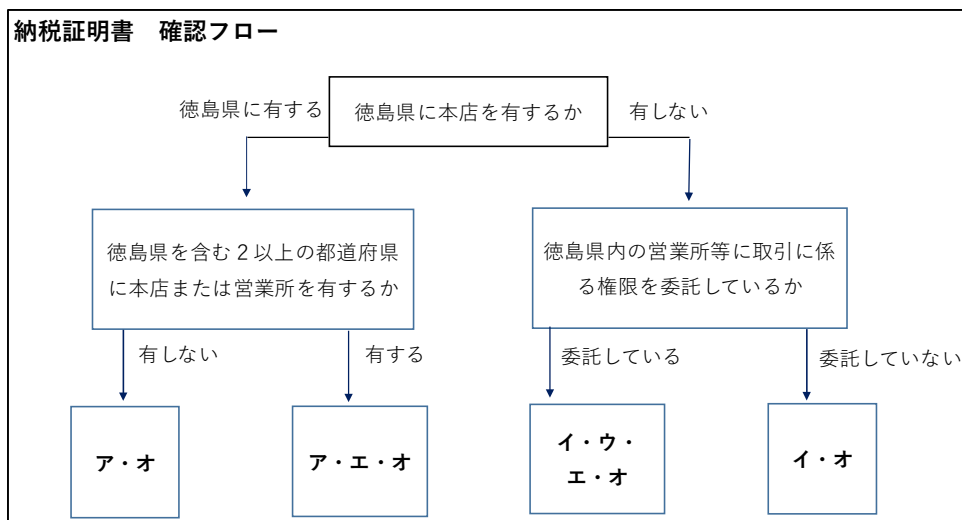 納税証明書　確認フロー
徳島県に有する
徳島県に本店を有するか
有しない
徳島県を含む２以上の都道府県
に本店または営業所を有するか
徳島県内の営業所等に取引に係
る権限を委託しているか
有しない
有する
委託している
委託していない
ア・オ
ア・エ・オ
イ・ウ・
エ・オ
イ・オ